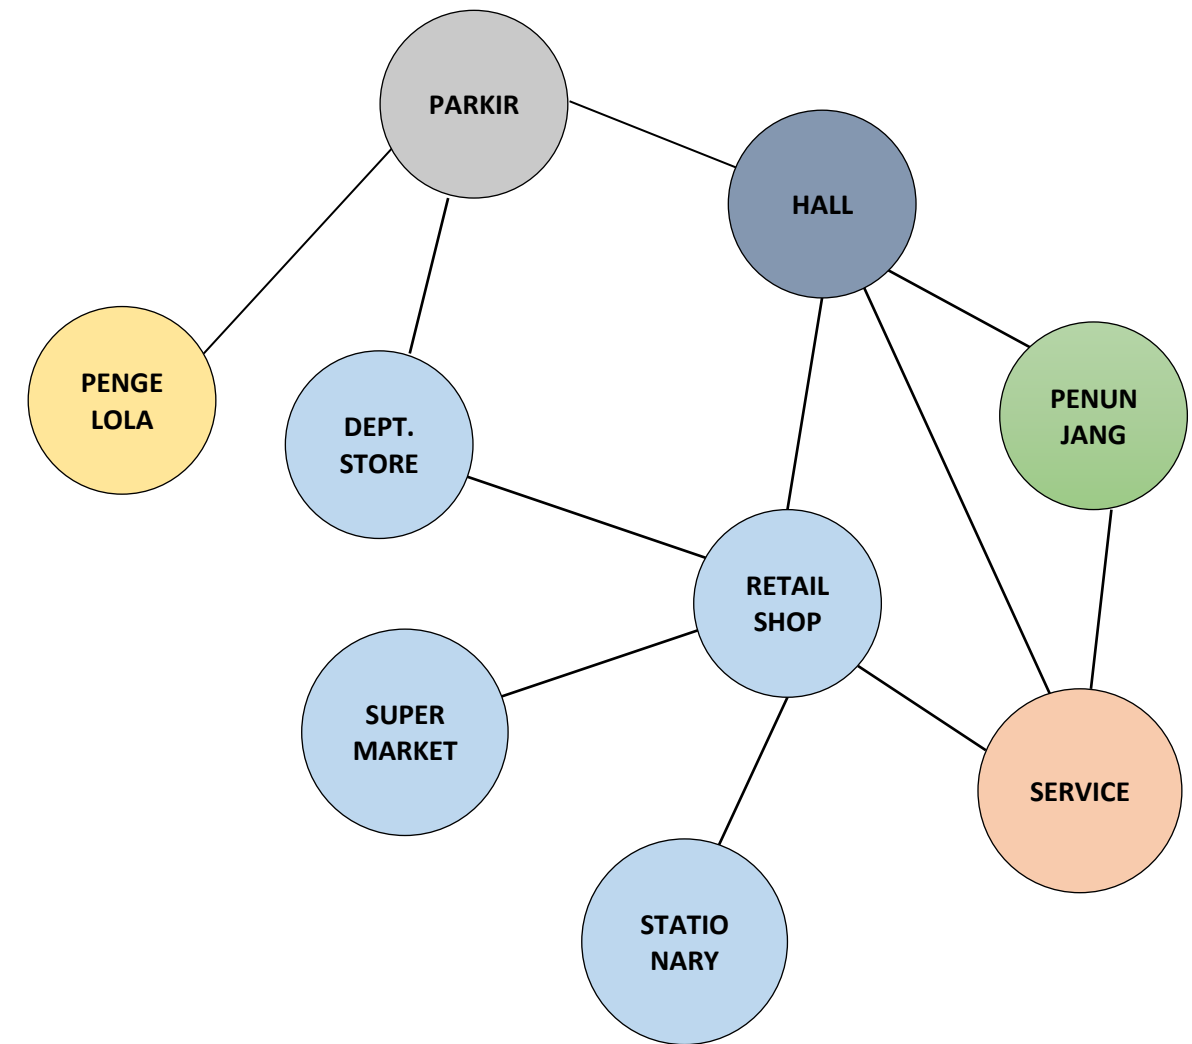 PARKIR
HALL
PENGE
LOLA
DEPT.
STORE
PENUN
JANG
RETAIL
SHOP
SUPER
MARKET
SERVICE
STATIO
NARY